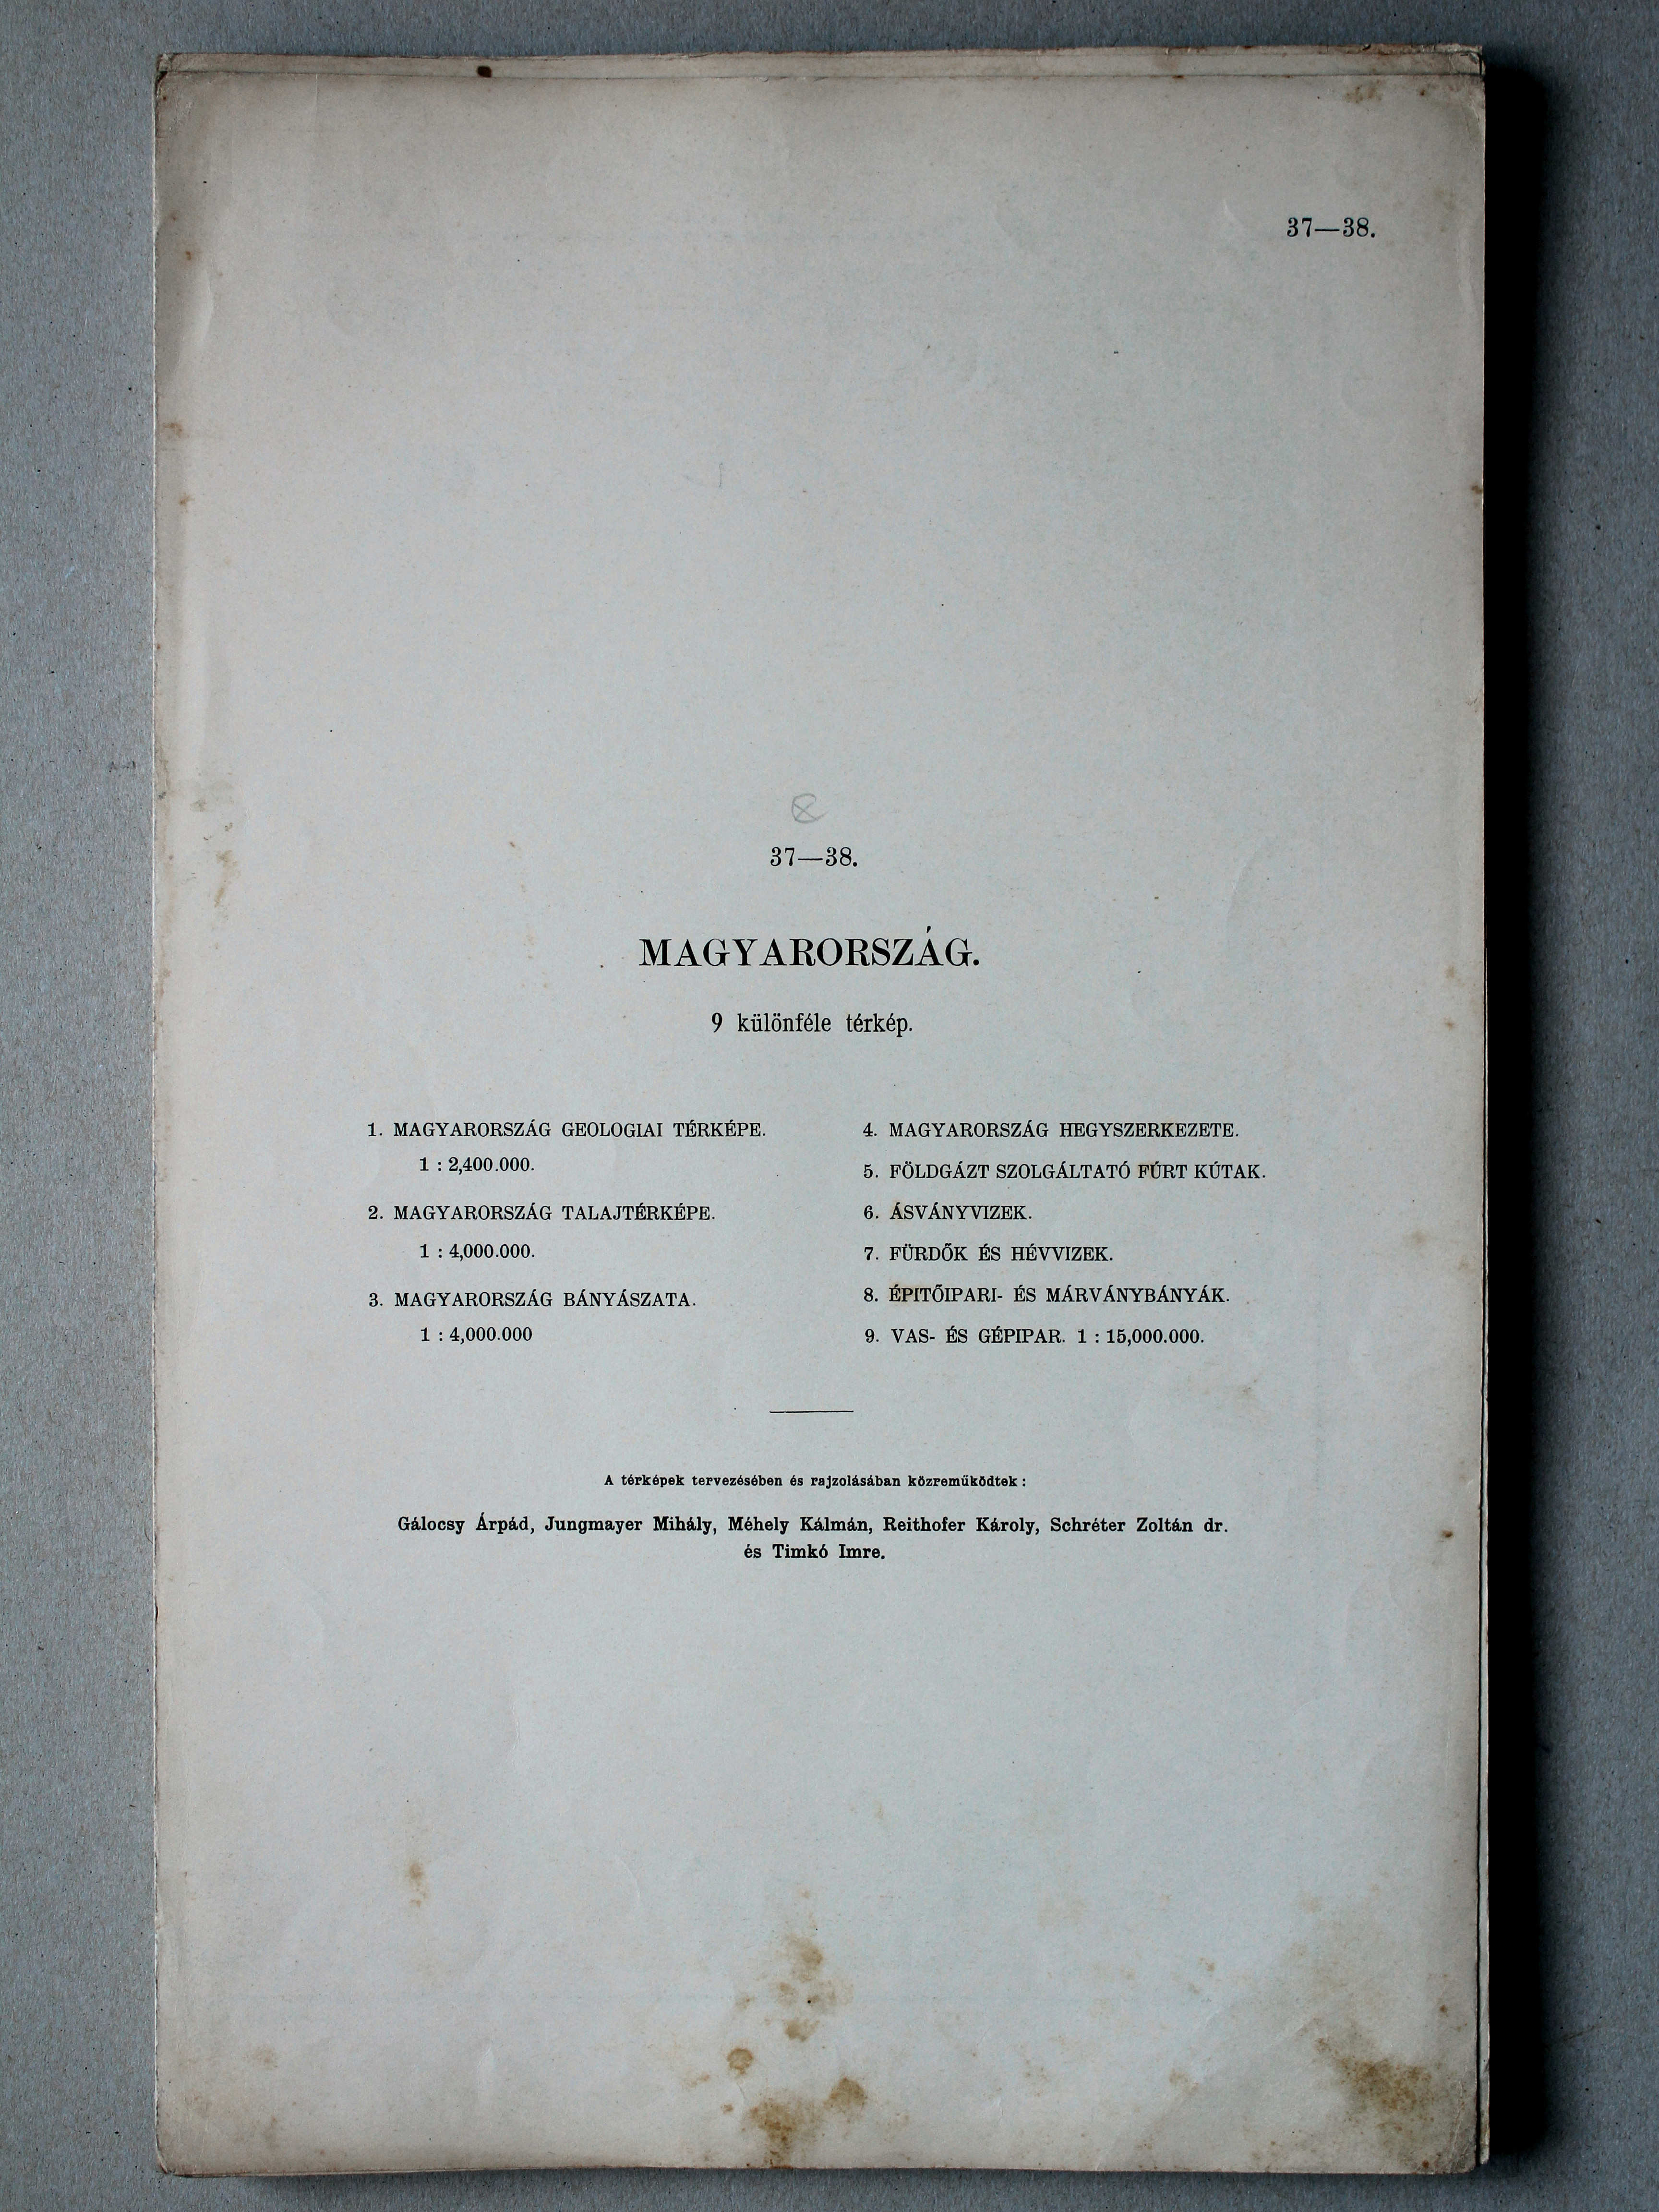 37—38.
37—38.
MAGYARORSZÁG.
9 különféle térkép.
1. MAGYARORSZÁG GEOLOGIAI TÉRKÉPE.
1 : 2,400.000.
2. MAGYARORSZÁG TALAJTÉRKÉPE.
1 : 4,000.000.
3. MAGYARORSZÁG BÁNYÁSZATA.
1 : 4,000.000
4. MAGYARORSZÁG HEGYSZERKEZETE.
5. FÖLDGÁZT SZOLGÁLTATÓ FÚRT KÚTAK.
6. ÁSVÁNYVIZEK.
7. FÜRDŐK ÉS HÉVVIZEK.
8. ÉPITŐIPARI- ÉS MÁRVÁNYBÁNYÁK.
9. VAS- ÉS GÉPIPAR. 1 : 15,000.000.
A térképek tervezésében és rajzolásában közreműködtek :
Gálocsy Árpád, Jungmayer Mihály, Méhely Kálmán, Reithofer Károly, Schréter Zoltán dr.
és Timkó Imre.